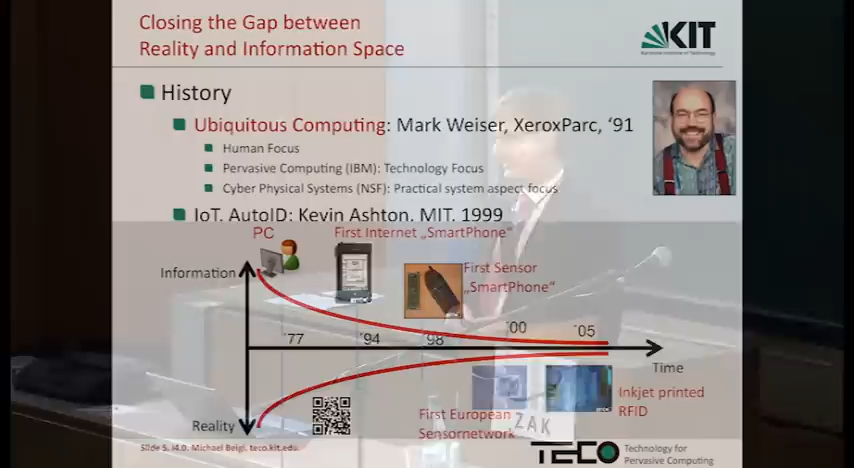 Closing the Gap between
Reality and Information Space
KIT
History
Ubiquitous Computing: Mark Weiser, XeroxParc, ‘91
Human Focus
Pervasive Computing (IBM): Technology Focus
Cyber Physical Systems (NSF): Practical system aspect focus
IoT, AutoID: Kevin Ashton, MIT, 1999
PC
First Internet „SmartPhone“
Information
First Sensor
„SmartPhone“
´77
´94
´98
´00
´05
Time
Reality
First European
Sensornetwork
Inkjet printed
RFID
ZAK
Slide 5, I4.0, Michael Beigl, teco.kit.edu
TECO
Technology for
Pervasive Computing